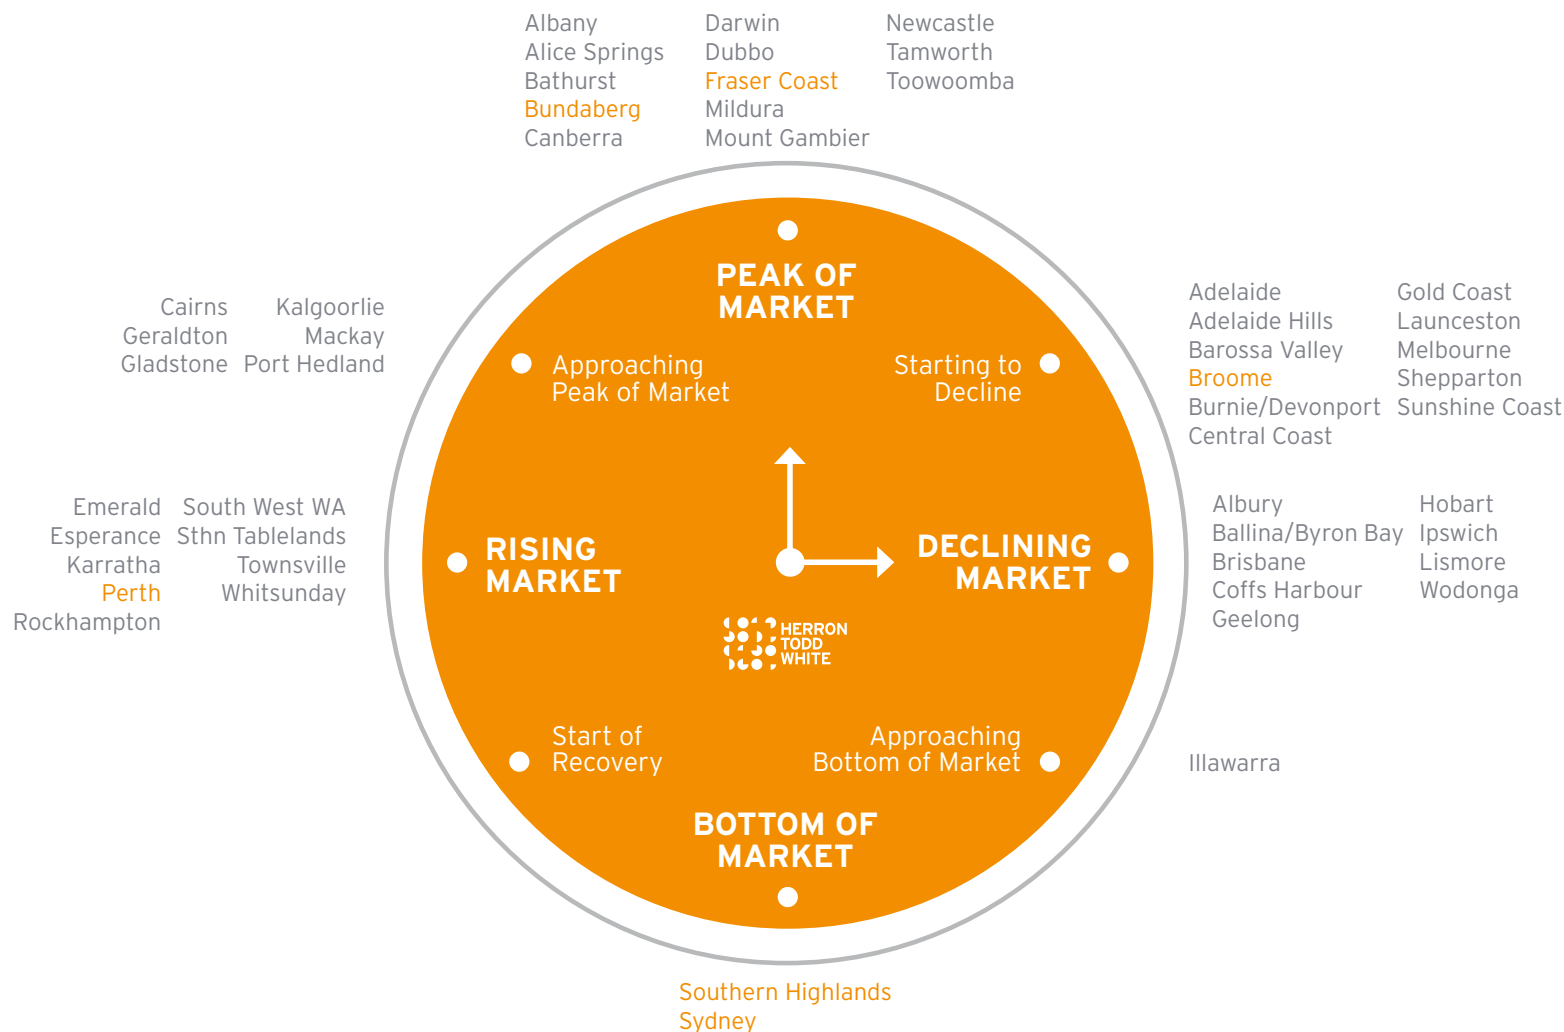 Albany
Alice Springs
Bathurst
Bundaberg
Canberra
Darwin
Dubbo
Fraser Coast
Mildura
Mount Gambier
Newcastle
Tamworth
Toowoomba
PEAK OF
MARKET
Cairns
Geraldton
Gladstone
Kalgoorlie
Mackay
Port Hedland
Approaching
Peak of Market
Starting to
Decline
Adelaide
Adelaide Hills
Barossa Valley
Broome
Burnie/Devonport
Central Coast
Gold Coast
Launceston
Melbourne
Shepparton
Sunshine Coast
Emerald
Esperance
Karratha
Perth
Rockhampton
South West WA
Sthn Tablelands
Townsville
Whitsunday
RISING
MARKET
DECLINING
MARKET
Albury
Ballina/Byron Bay
Brisbane
Coffs Harbour
Geelong
Hobart
Ipswich
Lismore
Wodonga
HERRON
TODD
WHITE
Start of
Recovery
Approaching
Bottom of Market
Illawarra
BOTTOM OF
MARKET
Southern Highlands
Sydney